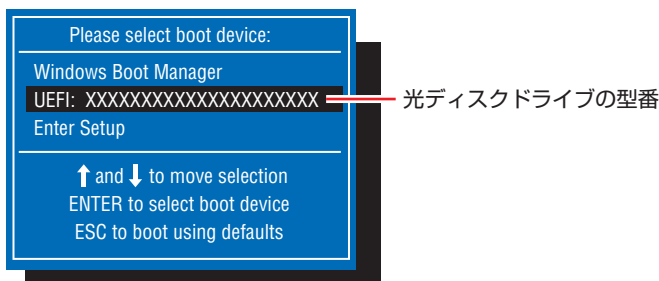 Please select boot device:
Windows Boot Manager
UEFI: XXXXXXXXXXXXXXXXXXXXX
光ディスクドライブの型番
Enter Setup
↑ and ↓ to move selection
ENTER to select boot device
ESC to boot using defaults